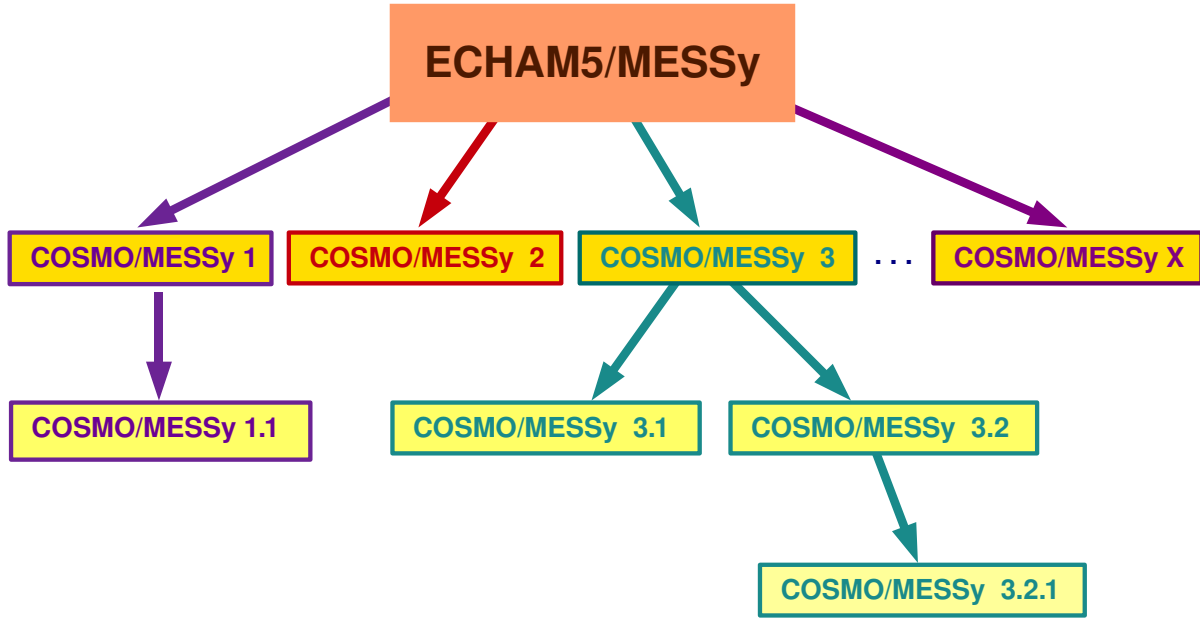 ECHAM5/MESSy
COSMO/MESSy 1
COSMO/MESSy 2
COSMO/MESSy 3
. . .
COSMO/MESSy X
COSMO/MESSy 1.1
COSMO/MESSy 3.1
COSMO/MESSy 3.2
COSMO/MESSy 3.2.1